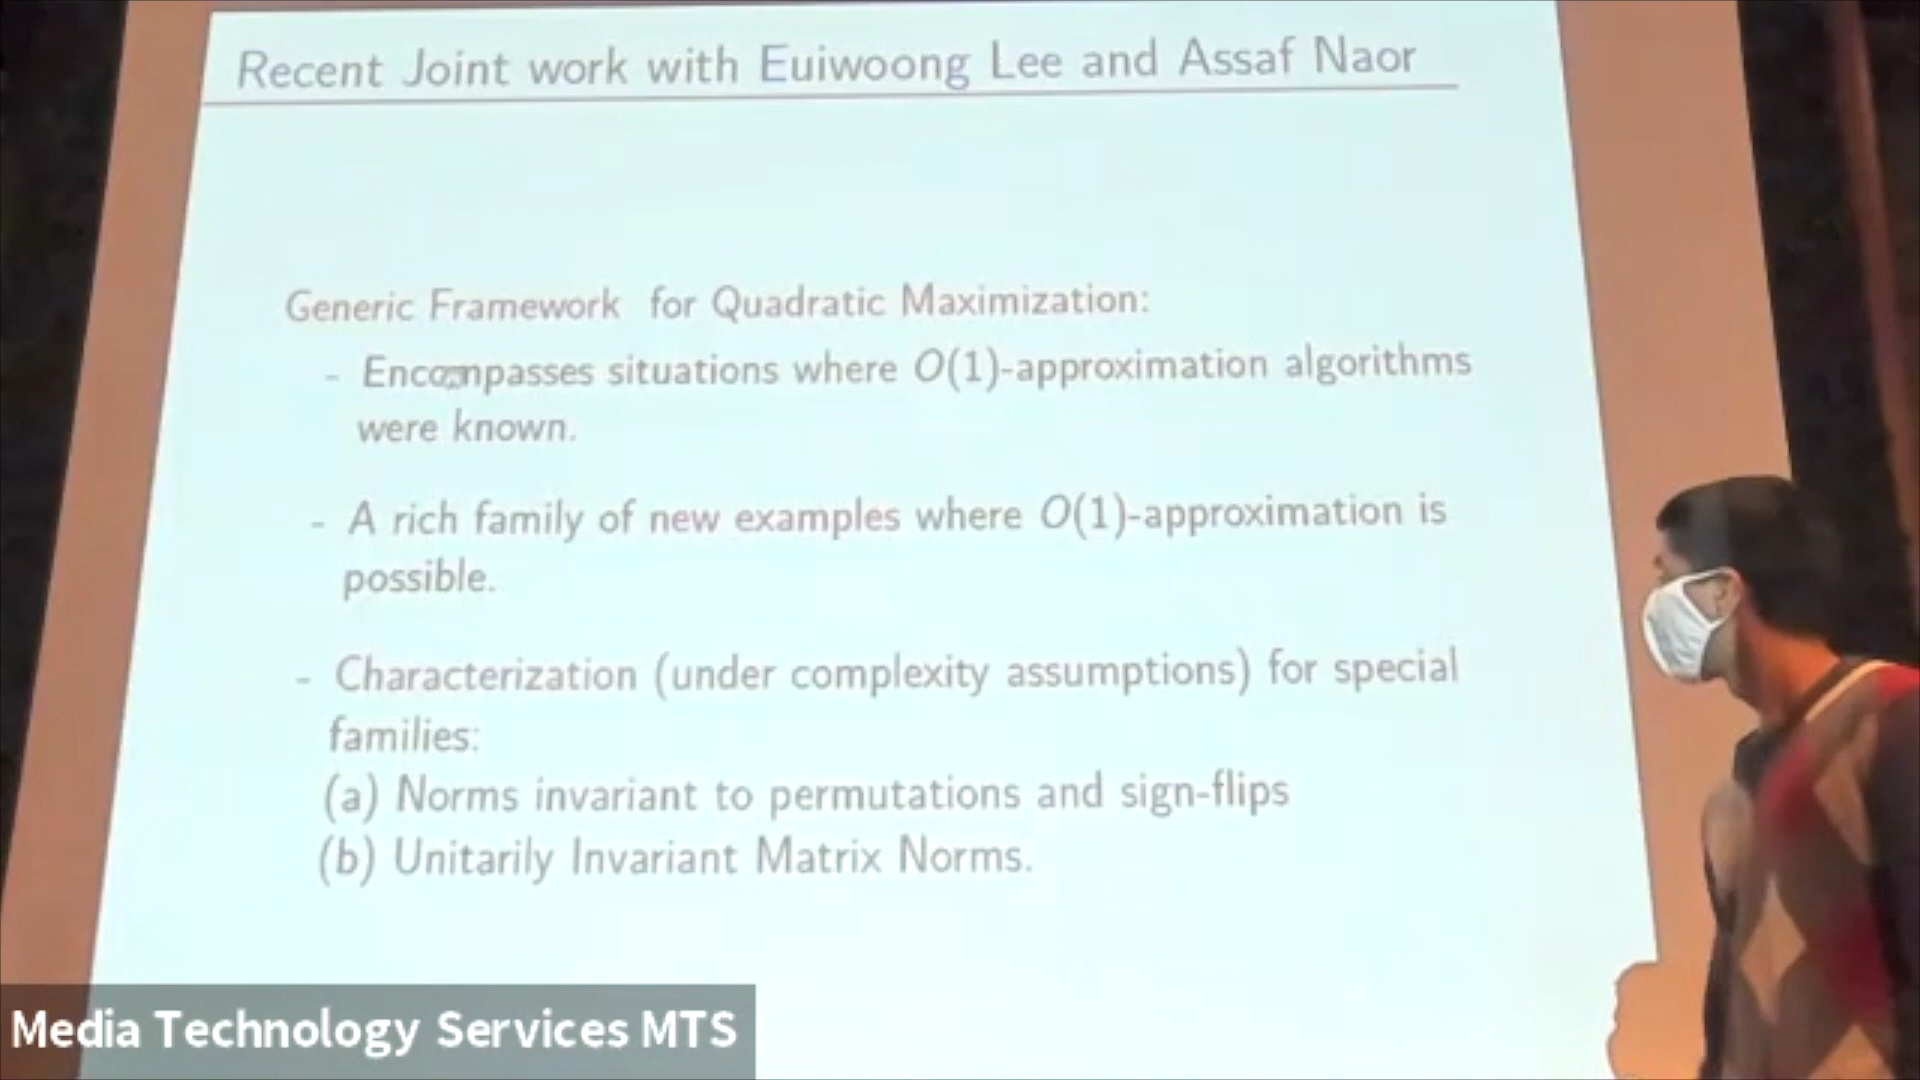 Recent Joint work with Euiwoong Lee and Assaf Naor
Generic Framework for Quadratic Maximization:
- Encompasses situations where O(1)-approximation algorithms
were known.
- A rich family of new examples where O(1)-approximation is
possible.
- Characterization (under complexity assumptions) for special
families:
(a) Norms invariant to permutations and sign-flips
(b) Unitarily Invariant Matrix Norms.
Media Technology Services MTS